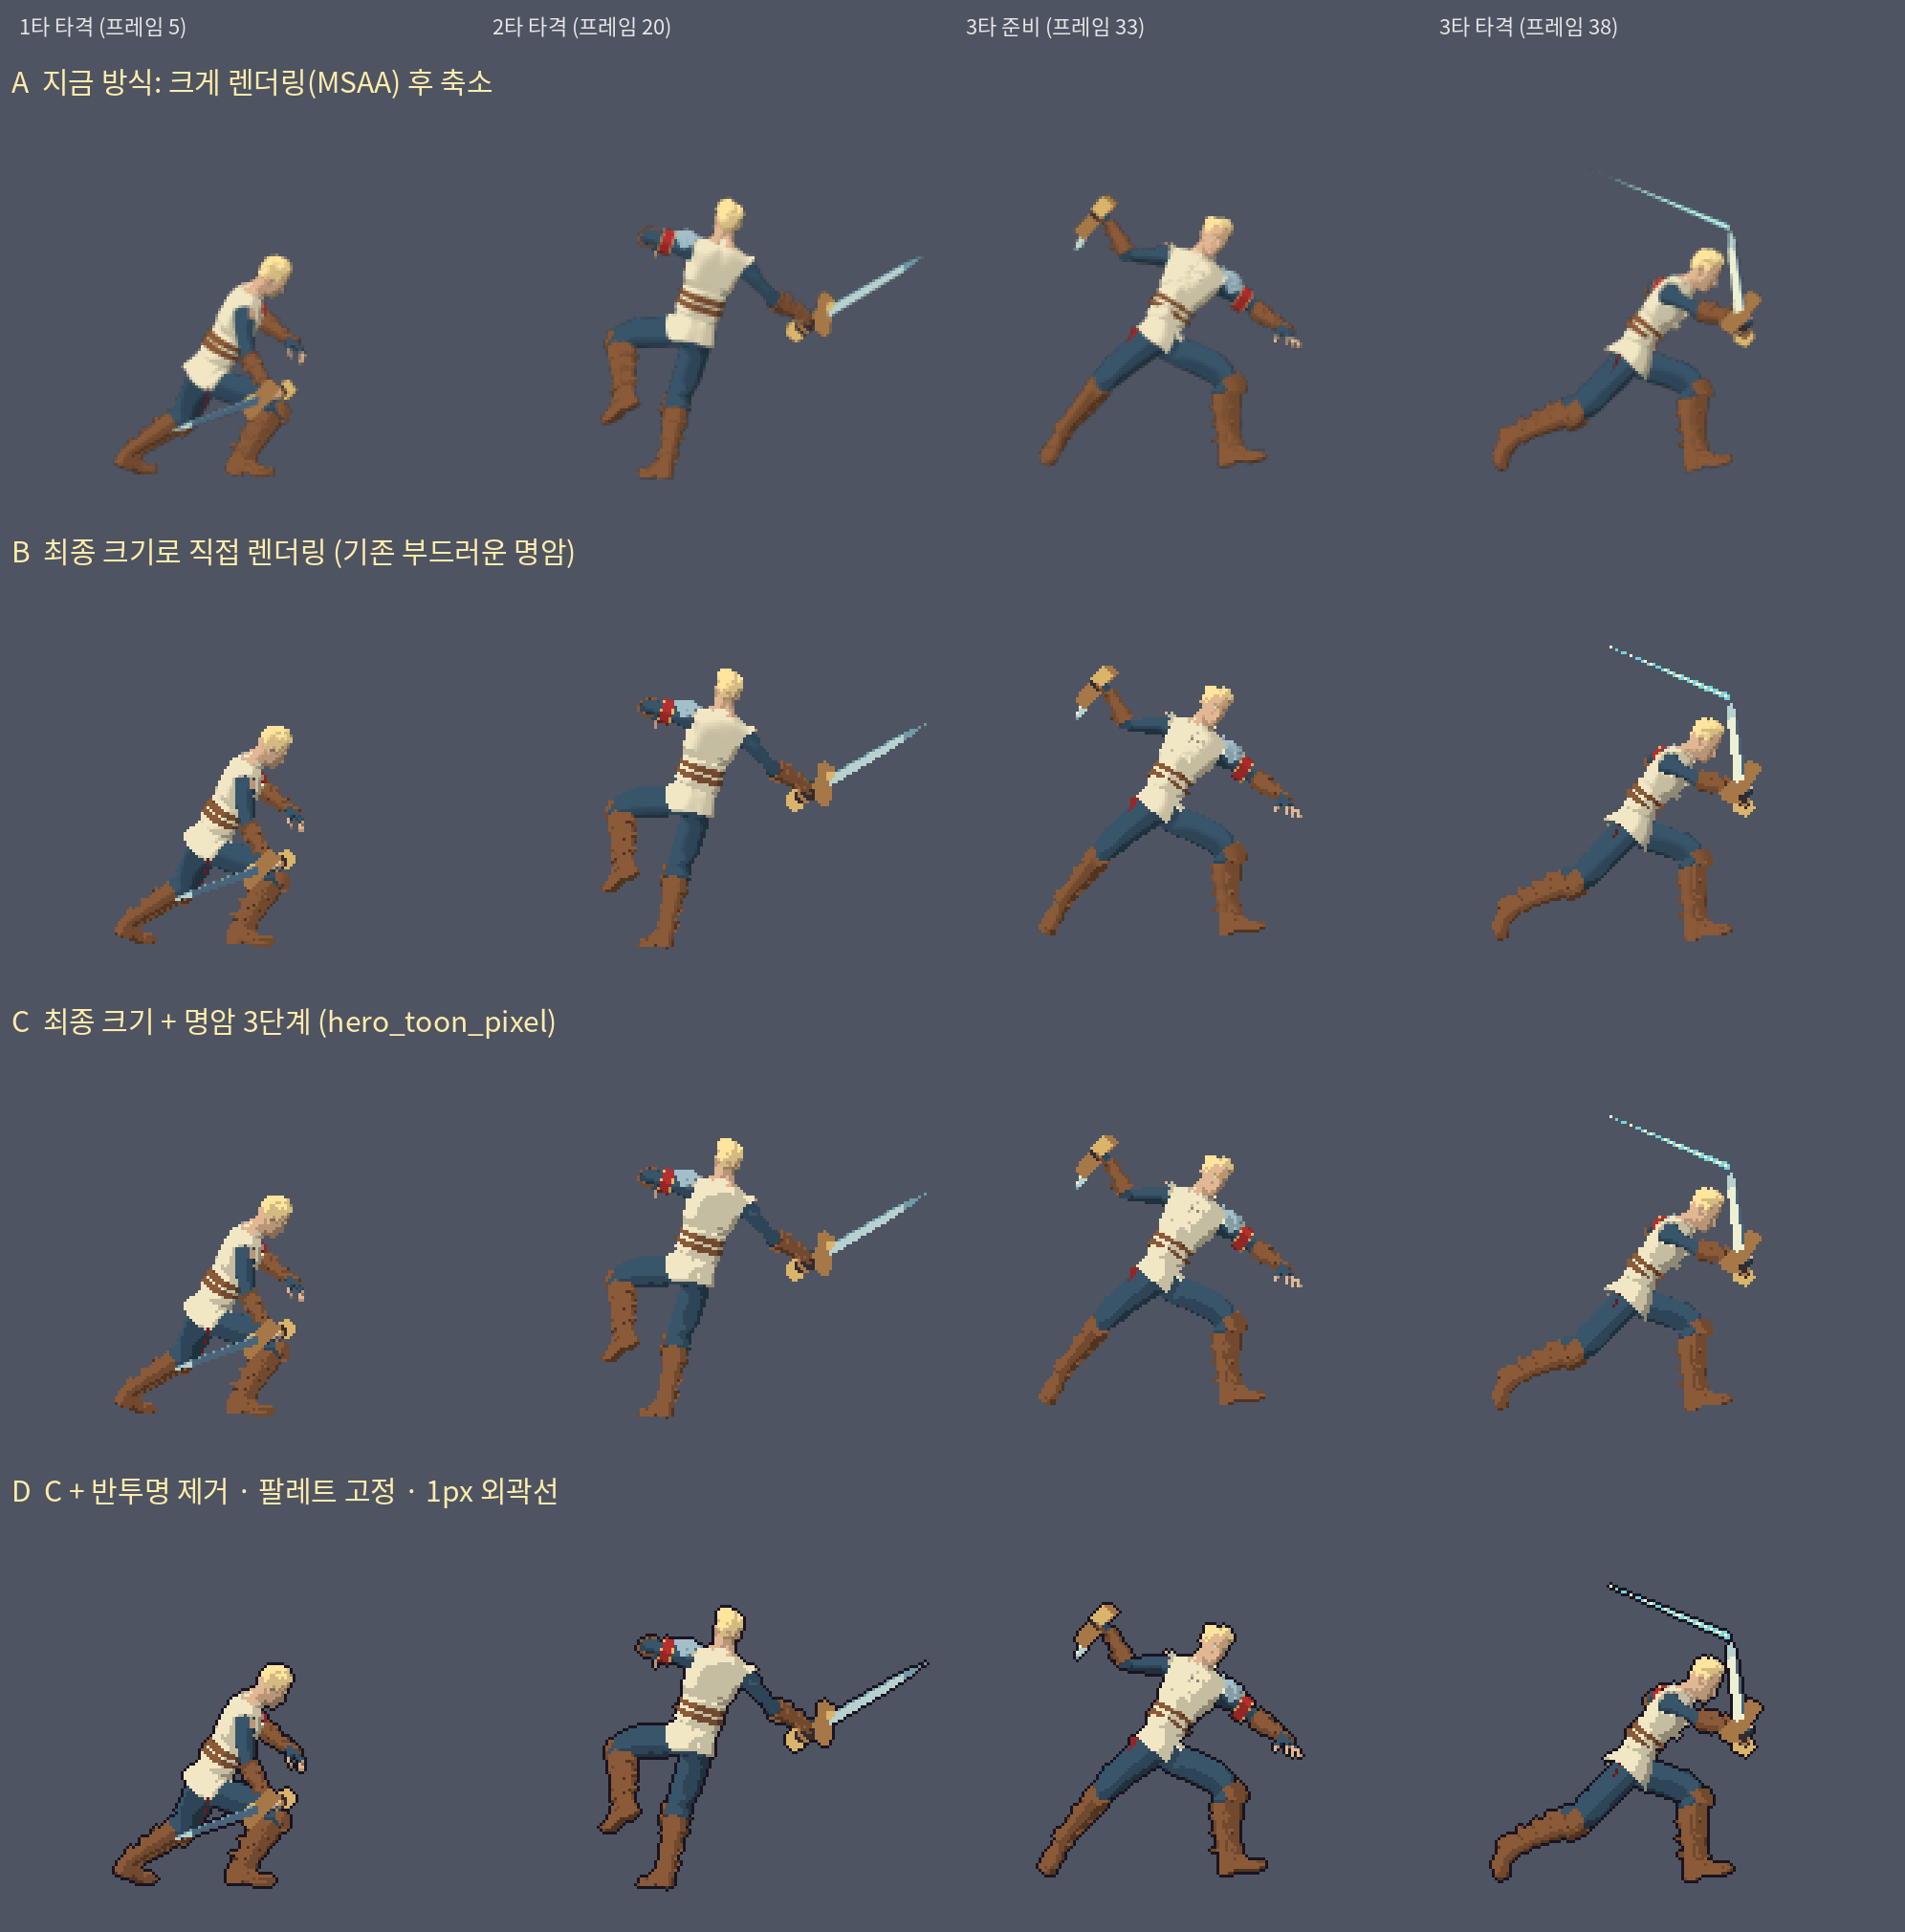 1타 타격 (프레임 5)
2타 타격 (프레임 20)
3타 준비 (프레임 33)
3타 타격 (프레임 38)
A 지금 방식: 크게 렌더링(MSAA) 후 축소
B 최종 크기로 직접 렌더링 (기존 부드러운 명암)
C 최종 크기 + 명암 3단계 (hero_toon_pixel)
D C + 반투명 제거 · 팔레트 고정 · 1px 외곽선